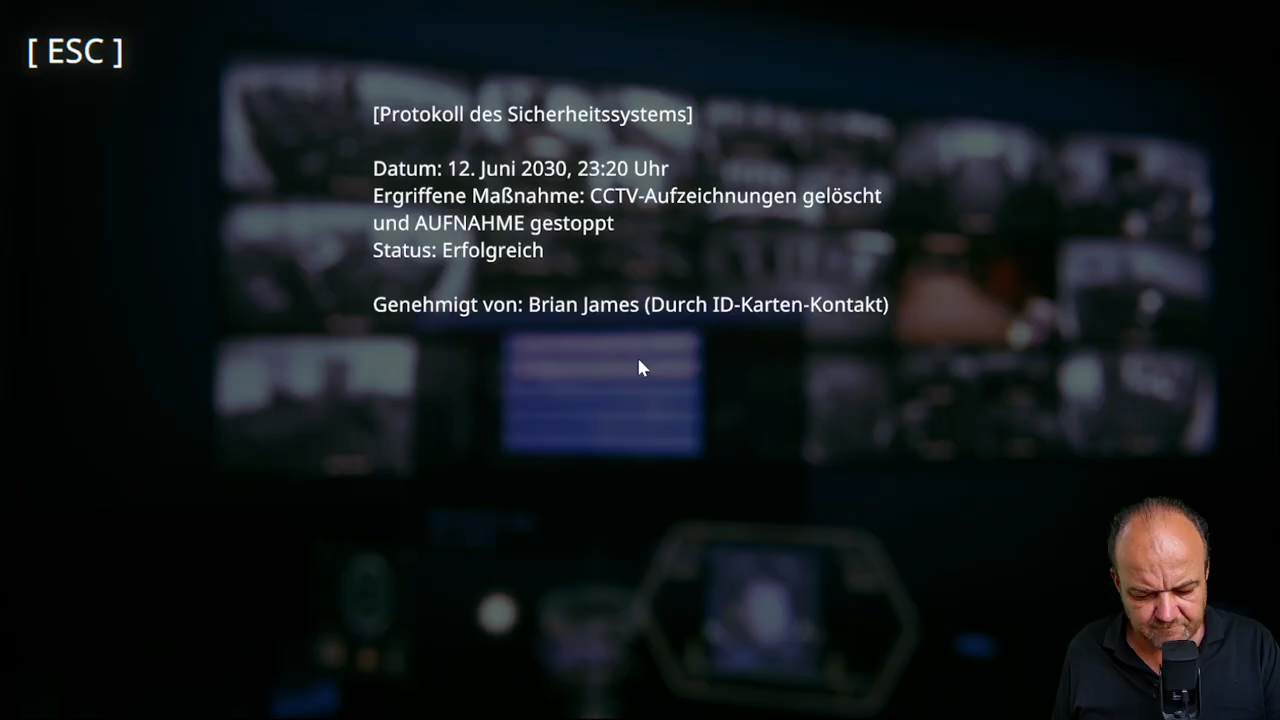 [ ESC ]
[Protokoll des Sicherheitssystems]
Datum: 12. Juni 2030, 23:20 Uhr
Ergriffene Maßnahme: CCTV-Aufzeichnungen gelöscht
und AUFNAHME gestoppt
Status: Erfolgreich
Genehmigt von: Brian James (Durch ID-Karten-Kontakt)